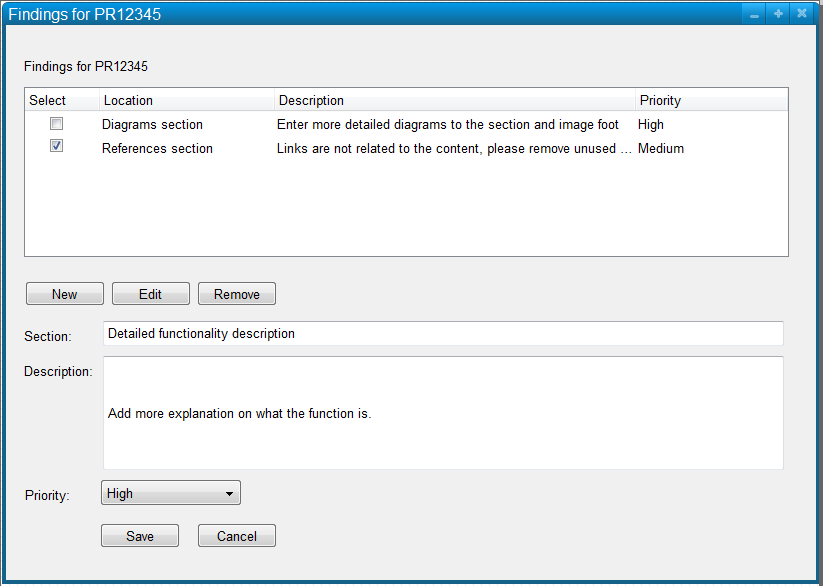 Findings for PR12345
Findings for PR12345
Select Location Description Priority
Diagrams section Enter more detailed diagrams to the section and image foot High
References section Links are not related to the content, please remove unused ... Medium
New Edit Remove
Section: Detailed functionality description
Description: Add more explanation on what the function is.
Priority: High
Save Cancel